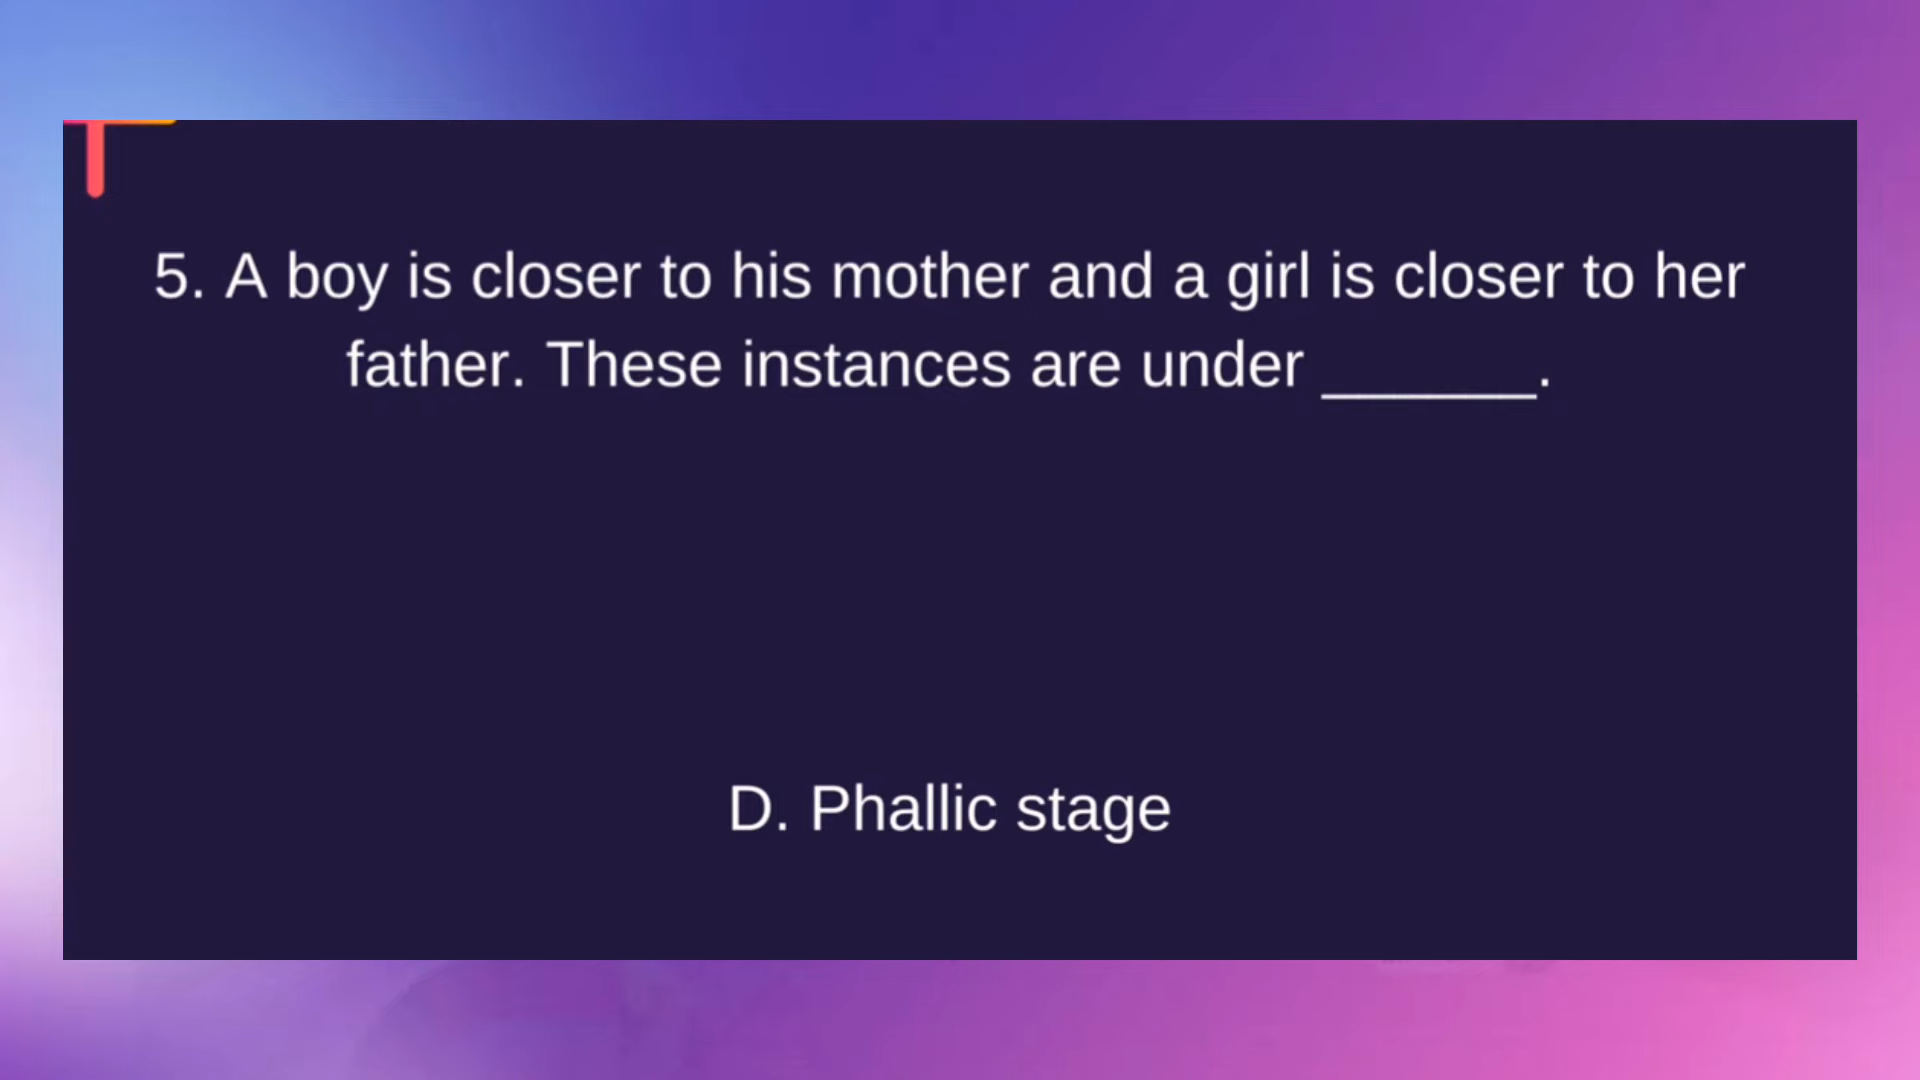 5. A boy is closer to his mother and a girl is closer to her
father. These instances are under ______.
D. Phallic stage